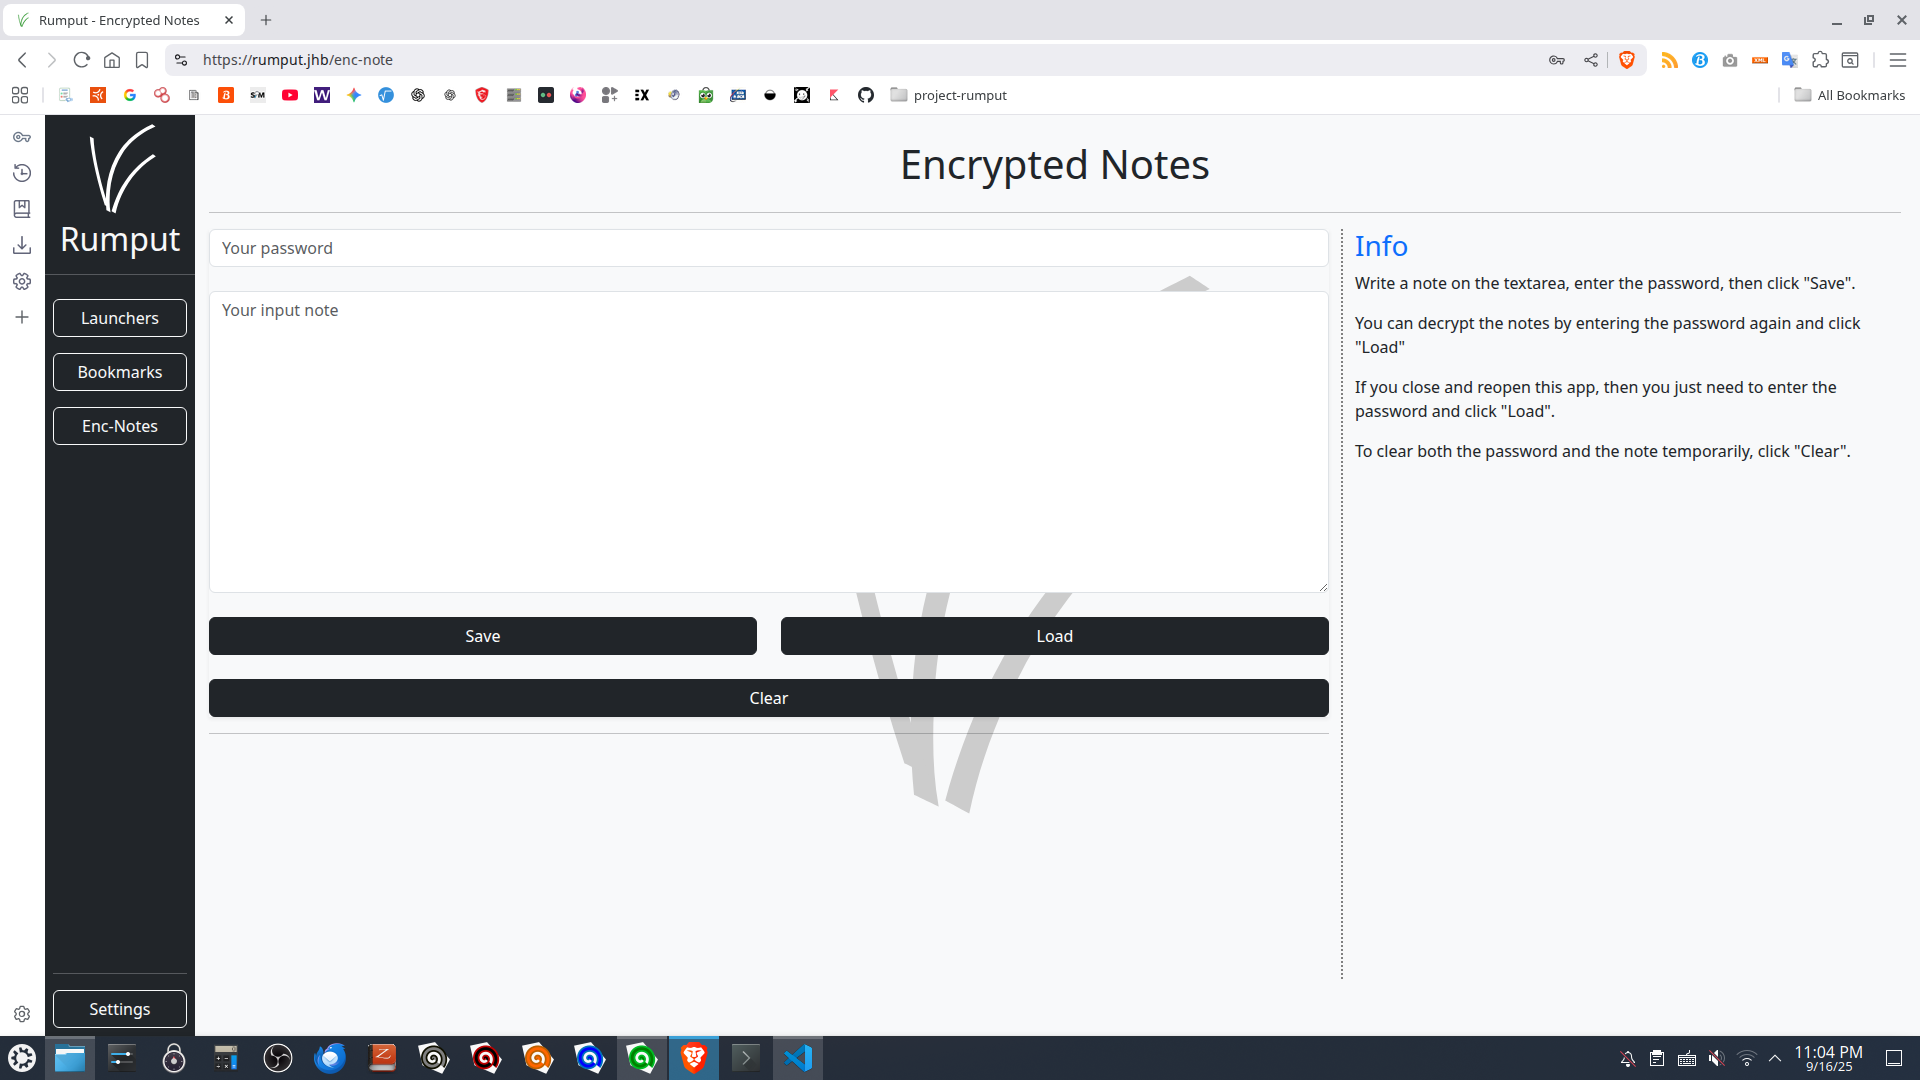 Rumput - Encrypted Notes
https://rumput.jhb/enc-note
project-rumput
All Bookmarks
Rumput
Launchers
Bookmarks
Enc-Notes
Settings
Encrypted Notes
Your password
Your input note
Save
Load
Clear
Info
Write a note on the textarea, enter the password, then click "Save".
You can decrypt the notes by entering the password again and click
"Load"
If you close and reopen this app, then you just need to enter the
password and click "Load".
To clear both the password and the note temporarily, click "Clear".
11:04 PM
9/16/25